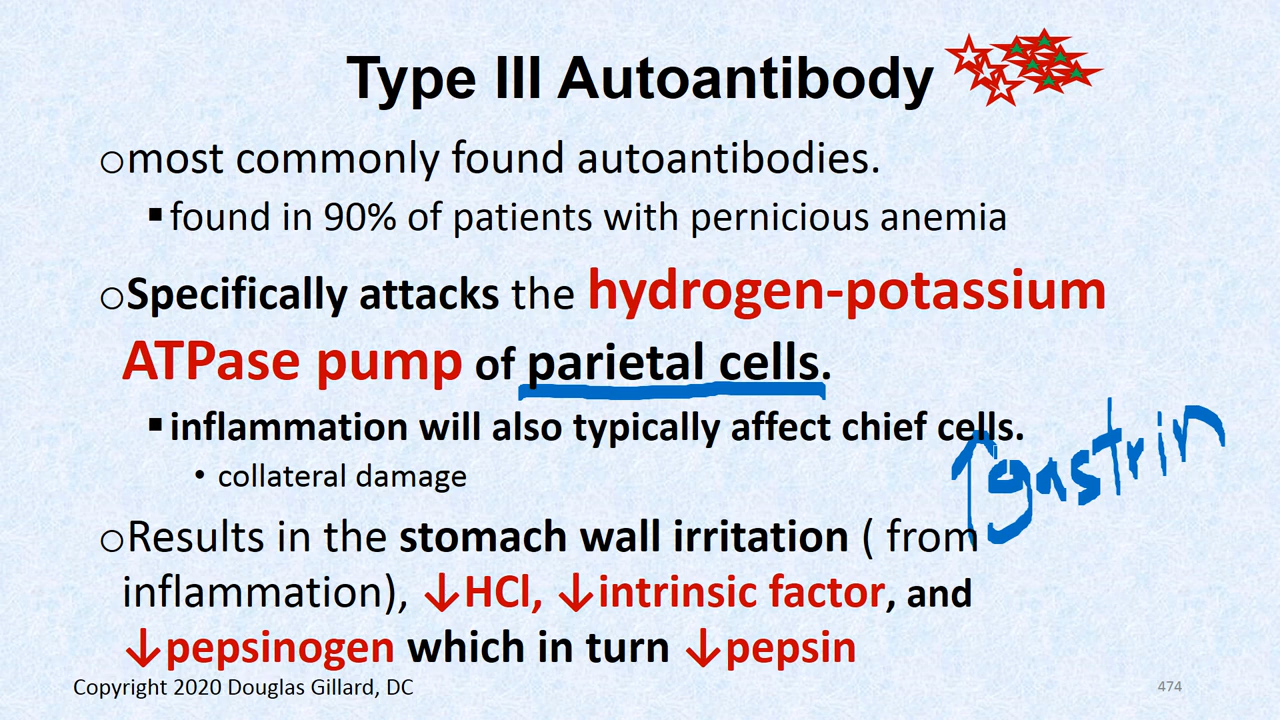 Type III Autoantibody
○most commonly found autoantibodies.
▪found in 90% of patients with pernicious anemia
○Specifically attacks the hydrogen-potassium
ATPase pump of parietal cells.
▪inflammation will also typically affect chief cells.
• collateral damage
↑gastrin
○Results in the stomach wall irritation ( from
inflammation), ↓HCl, ↓intrinsic factor, and
↓pepsinogen which in turn ↓pepsin
Copyright 2020 Douglas Gillard, DC
474